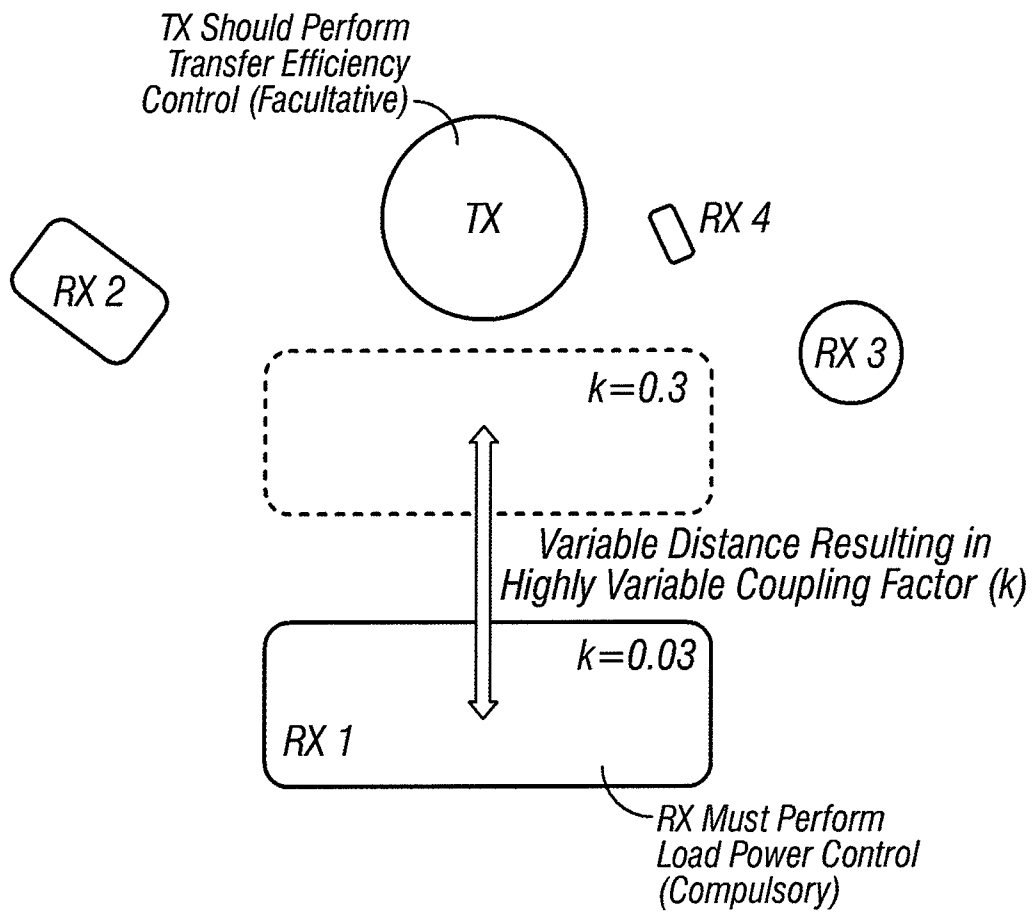 TX Should Perform
Transfer Efficiency
Control (Facultative)
TX
RX 4
RX 2
RX 3
k=0.3
Variable Distance Resulting in
Highly Variable Coupling Factor (k)
k=0.03
RX 1
RX Must Perform
Load Power Control
(Compulsory)